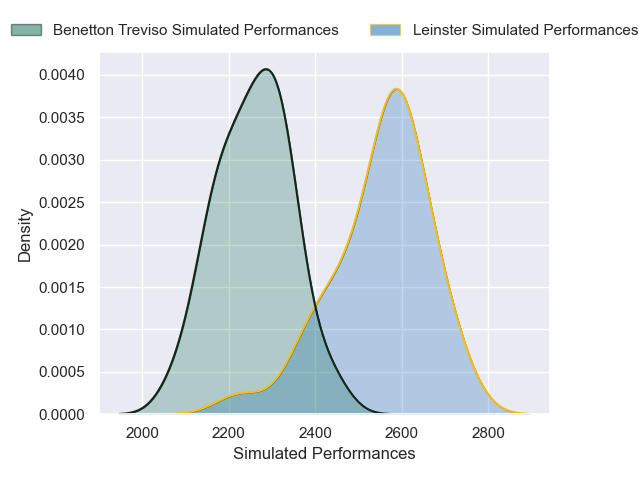 Benetton Treviso Simulated Performances
Leinster Simulated Performances
0.0040
0.0035
0.0030
0.0025
0.0020
0.0015
0.0010
0.0005
0.0000
Density
2000 2200 2400 2600 2800
Simulated Performances